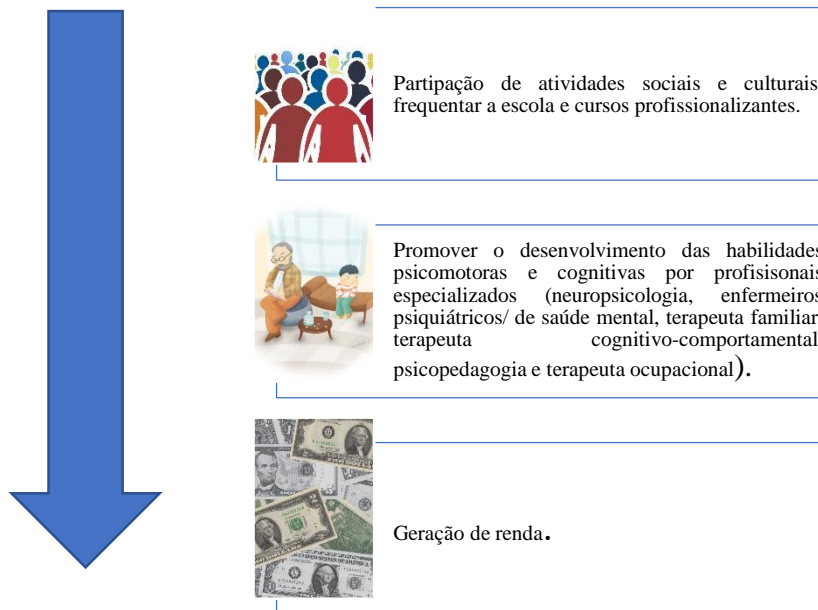 Partipação de atividades sociais e culturais
frequentar a escola e cursos profissionalizantes.
Promover o desenvolvimento das habilidades
psicomotoras e cognitivas por profisisonais
especializados (neuropsicologia, enfermeiros
psiquiátricos/ de saúde mental, terapeuta familiar
terapeuta cognitivo-comportamental
psicopedagogia e terapeuta ocupacional).
Geração de renda.